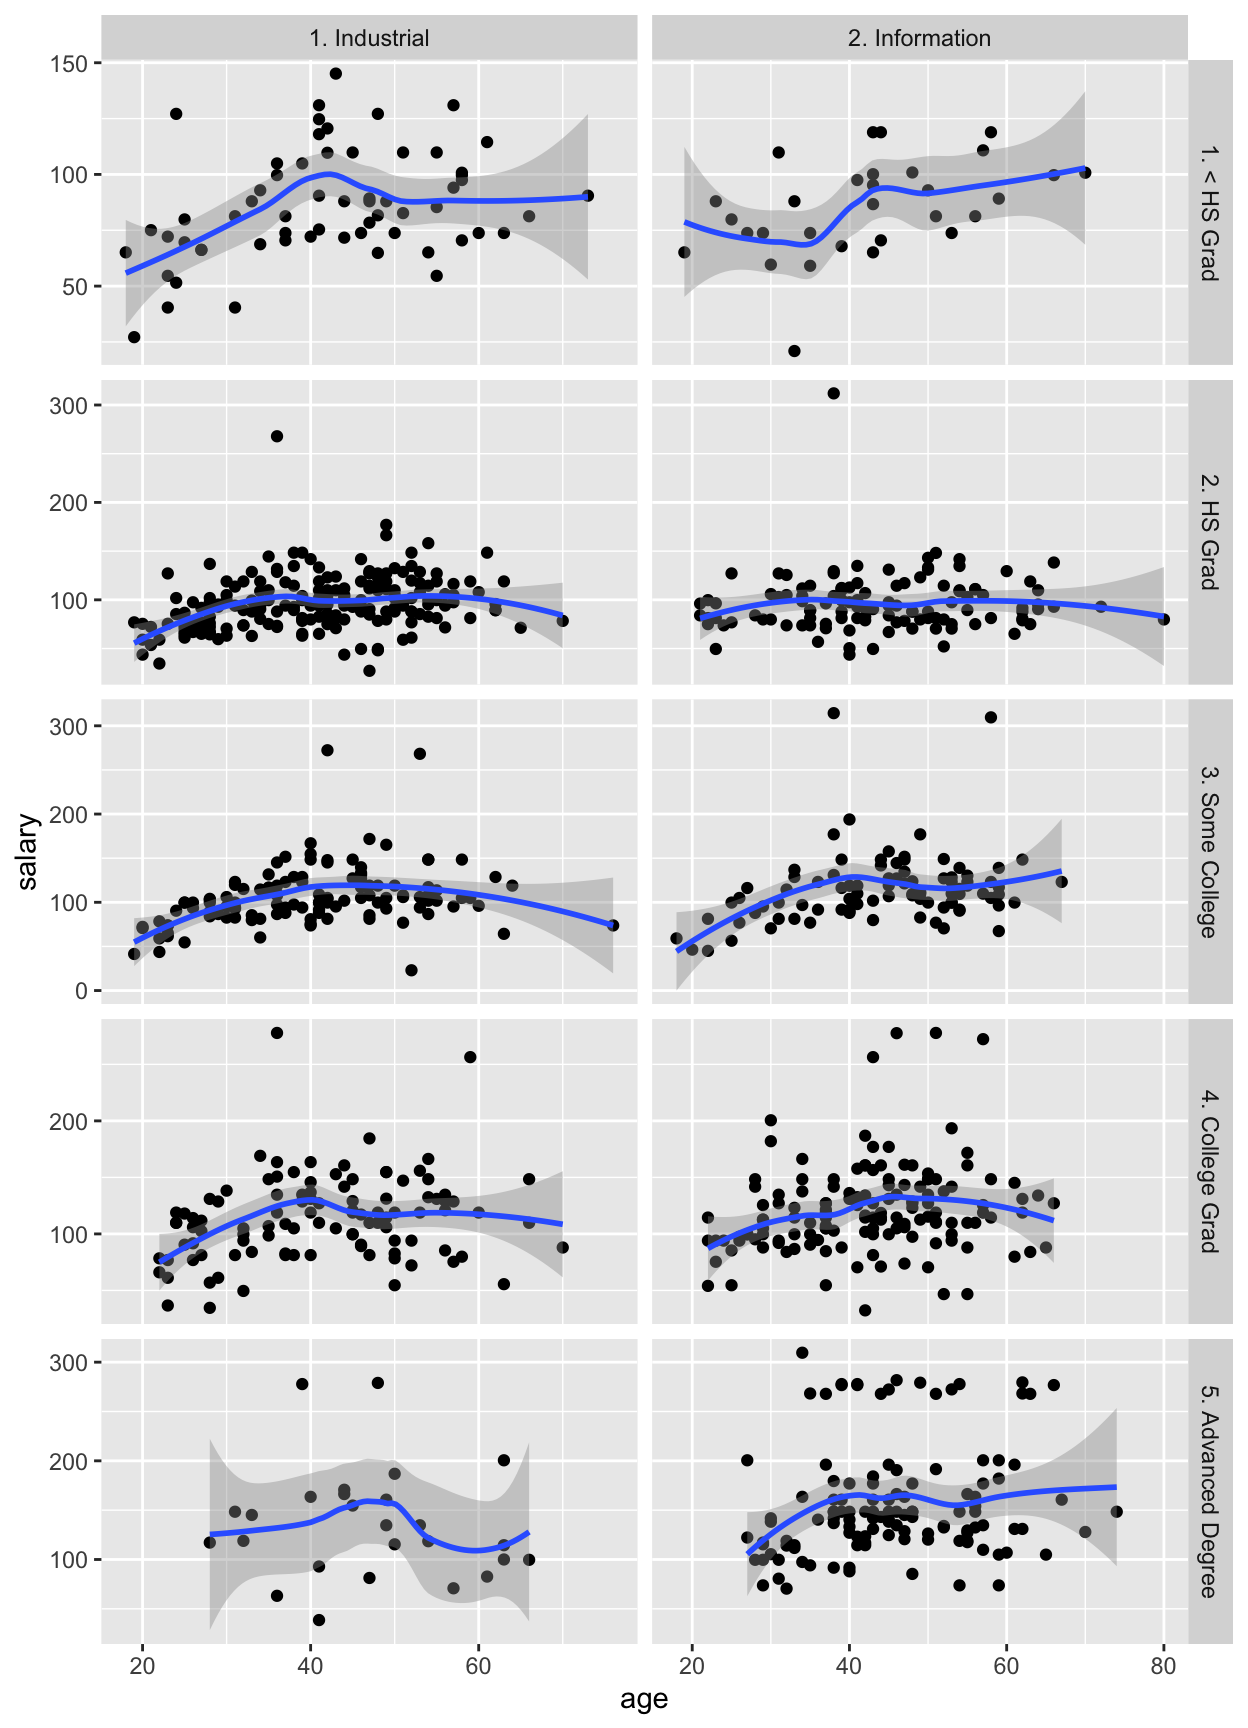 1. Industrial
2. Information
150
100
50
1. < HS Grad
300
200
100
2. HS Grad
300
200
100
0
3. Some College
200
100
4. College Grad
300
200
100
5. Advanced Degree
20 40 60
20 40 60 80
salary
age